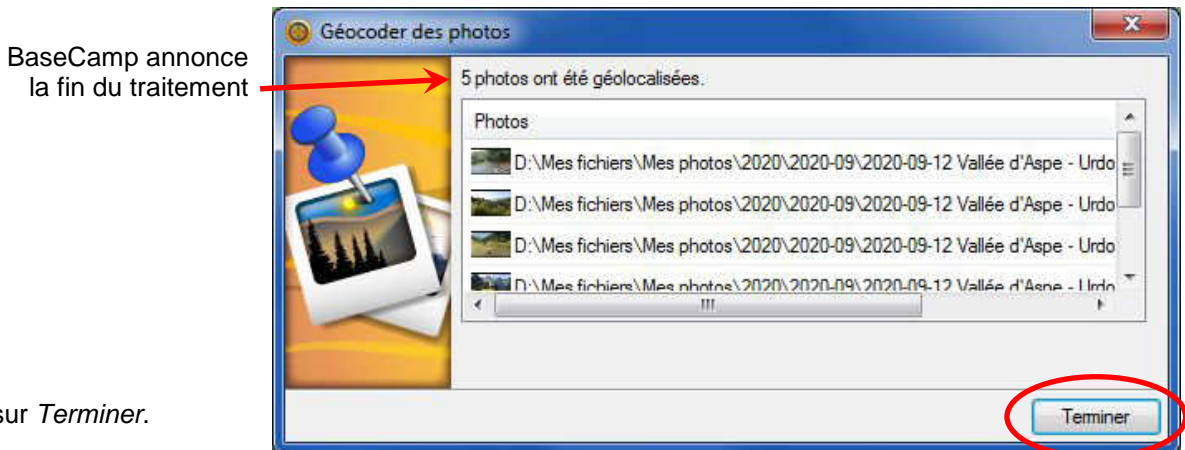 Géocoder des photos
BaseCamp annonce
la fin du traitement
5 photos ont été géolocalisées.
Photos
D:\Mes fichiers\Mes photos\2020\2020-09\2020-09-12 Vallée d'Aspe - Urdo
D:\Mes fichiers\Mes photos\2020\2020-09\2020-09-12 Vallée d'Aspe - Urdo
D:\Mes fichiers\Mes photos\2020\2020-09\2020-09-12 Vallée d'Aspe - Urdo
D:\Mes fichiers\Mes photos\2020\2020-09\2020-09-12 Vallée d'Aspe - Urdo
sur Terminer.
Terminer